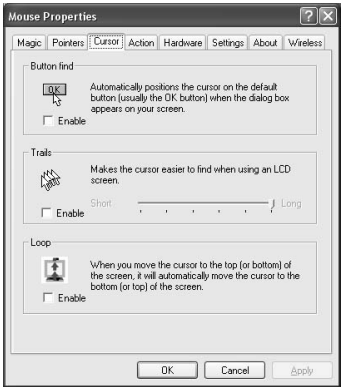 Mouse Properties
Magic Pointers Cursor Action Hardware Settings About Wireless
Button find
OK
Automatically positions the cursor on the default
button (usually the OK button) when the dialog box
appears on your screen.
Enable
Trails
Makes the cursor easier to find when using an LCD
screen.
Short Long
Enable
Loop
When you move the cursor to the top (or bottom) of
the screen, it will automatically move the cursor to the
bottom (or top) of the screen.
Enable
OK Cancel Apply